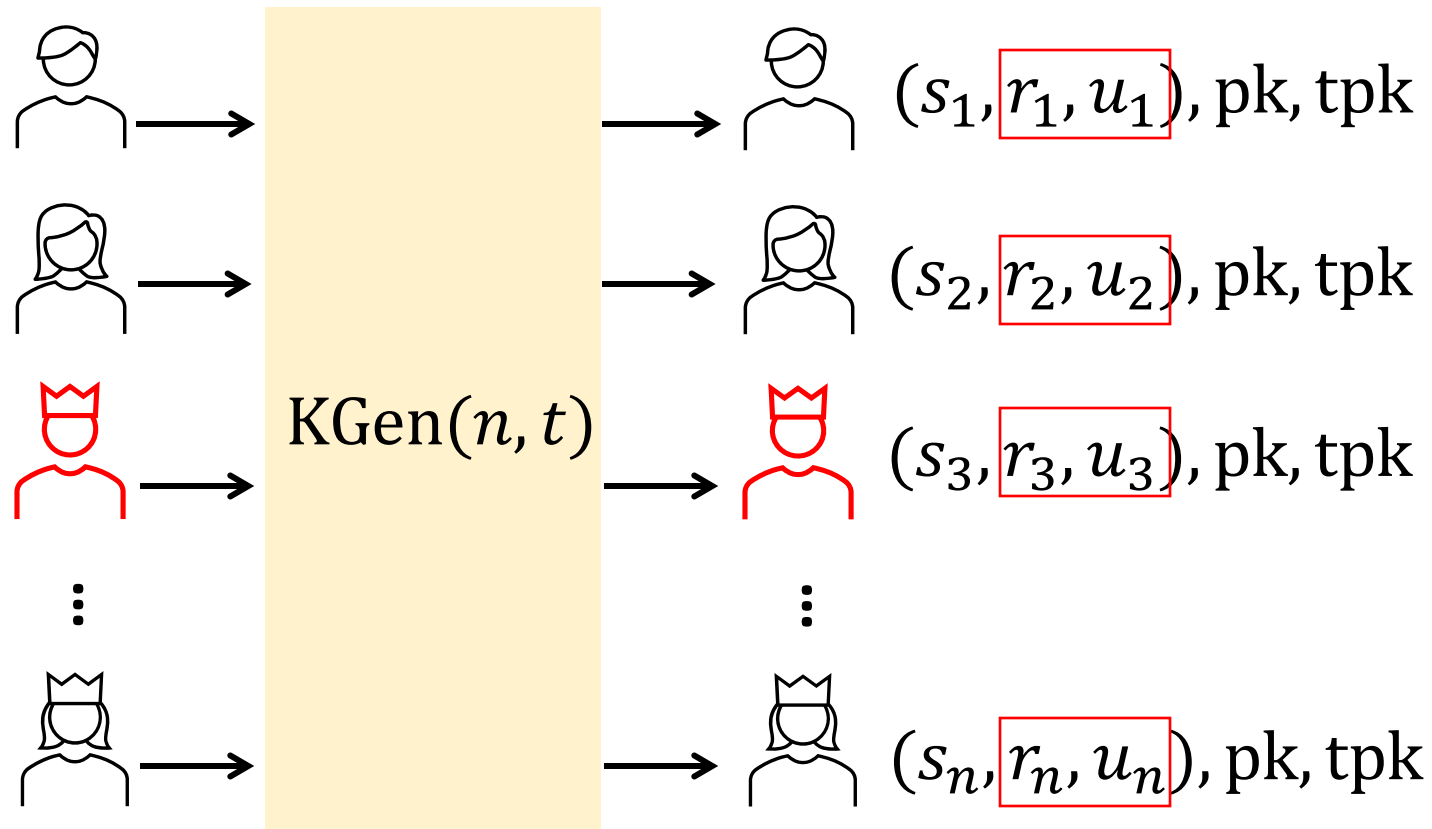 (s₁, r₁, u₁), pk, tpk
(s₂, r₂, u₂), pk, tpk
KGen(n, t)
(s₃, r₃, u₃), pk, tpk
⋮ ⋮
(sₙ, rₙ, uₙ), pk, tpk